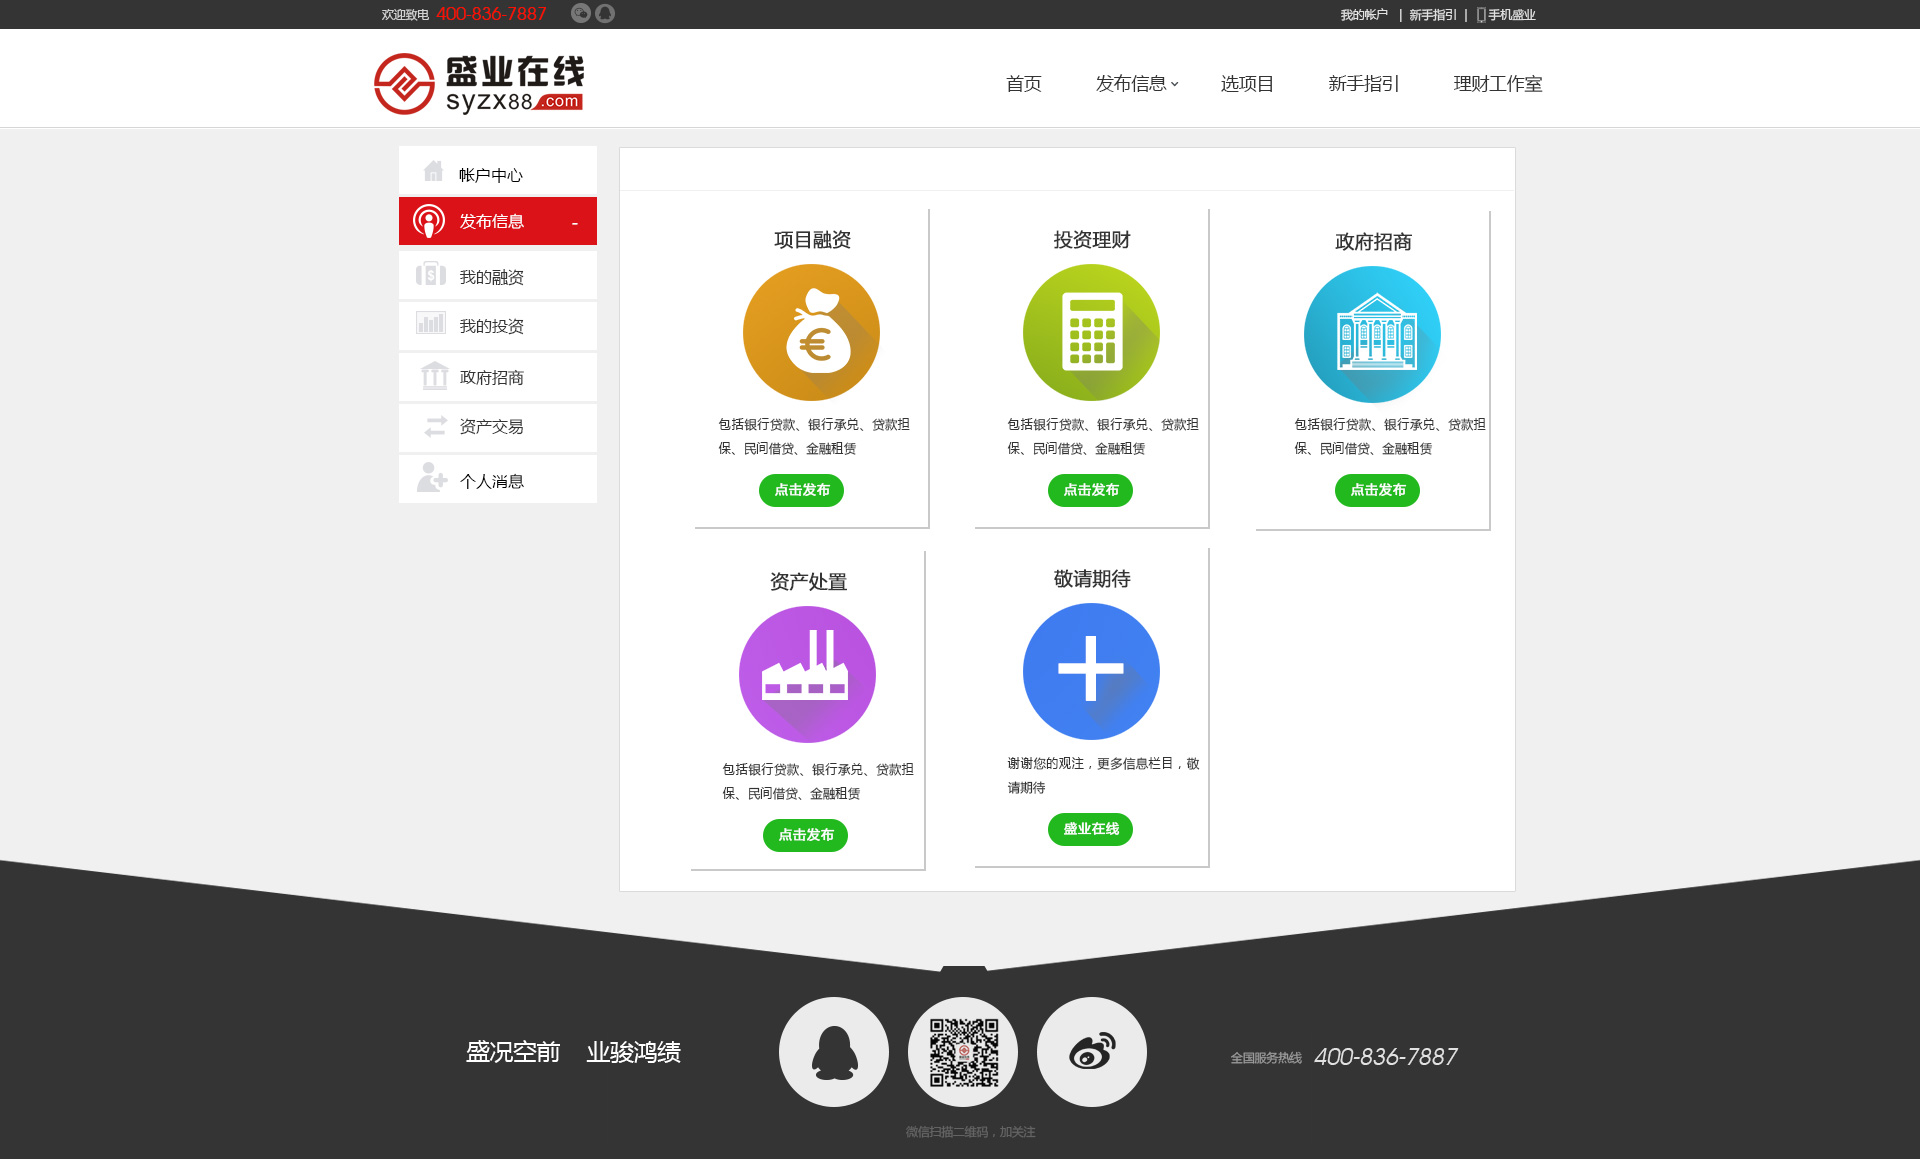 欢迎致电 400-836-7887
我的帐户 | 新手指引 | 手机盛业
盛业在线
syzx88.com
首页 发布信息 选项目 新手指引 理财工作室
帐户中心
发布信息 -
我的融资
我的投资
政府招商
资产交易
个人消息
项目融资
包括银行贷款、银行承兑、贷款担
保、民间借贷、金融租赁
点击发布
投资理财
包括银行贷款、银行承兑、贷款担
保、民间借贷、金融租赁
点击发布
政府招商
包括银行贷款、银行承兑、贷款担
保、民间借贷、金融租赁
点击发布
资产处置
包括银行贷款、银行承兑、贷款担
保、民间借贷、金融租赁
点击发布
敬请期待
谢谢您的观注，更多信息栏目，敬
请期待
盛业在线
盛况空前 业骏鸿绩
全国服务热线 400-836-7887
微信扫描二维码，加关注